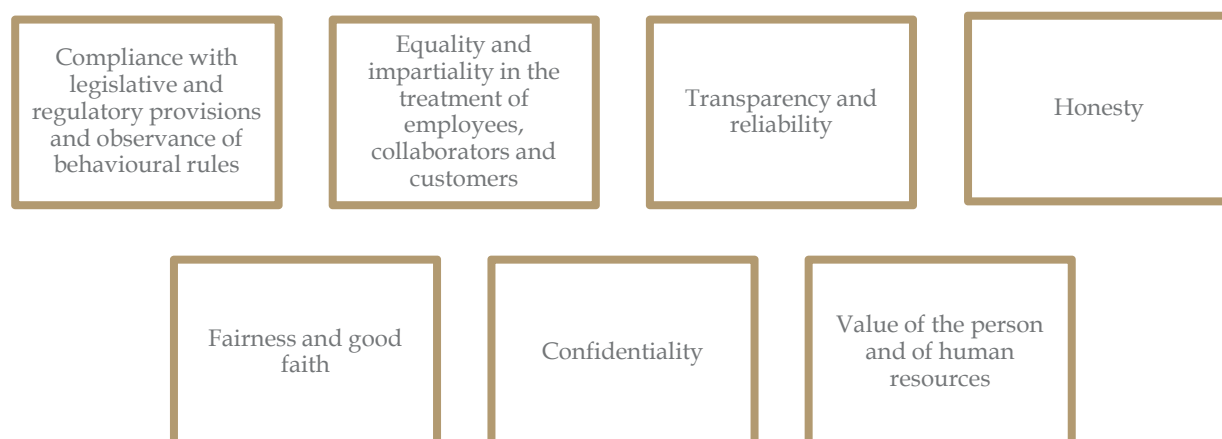 Compliance with
legislative and
regulatory provisions
and observance of
behavioural rules
Equality and
impartiality in the
treatment of
employees,
collaborators and
customers
Transparency and
reliability
Honesty
Fairness and good
faith
Confidentiality
Value of the person
and of human
resources